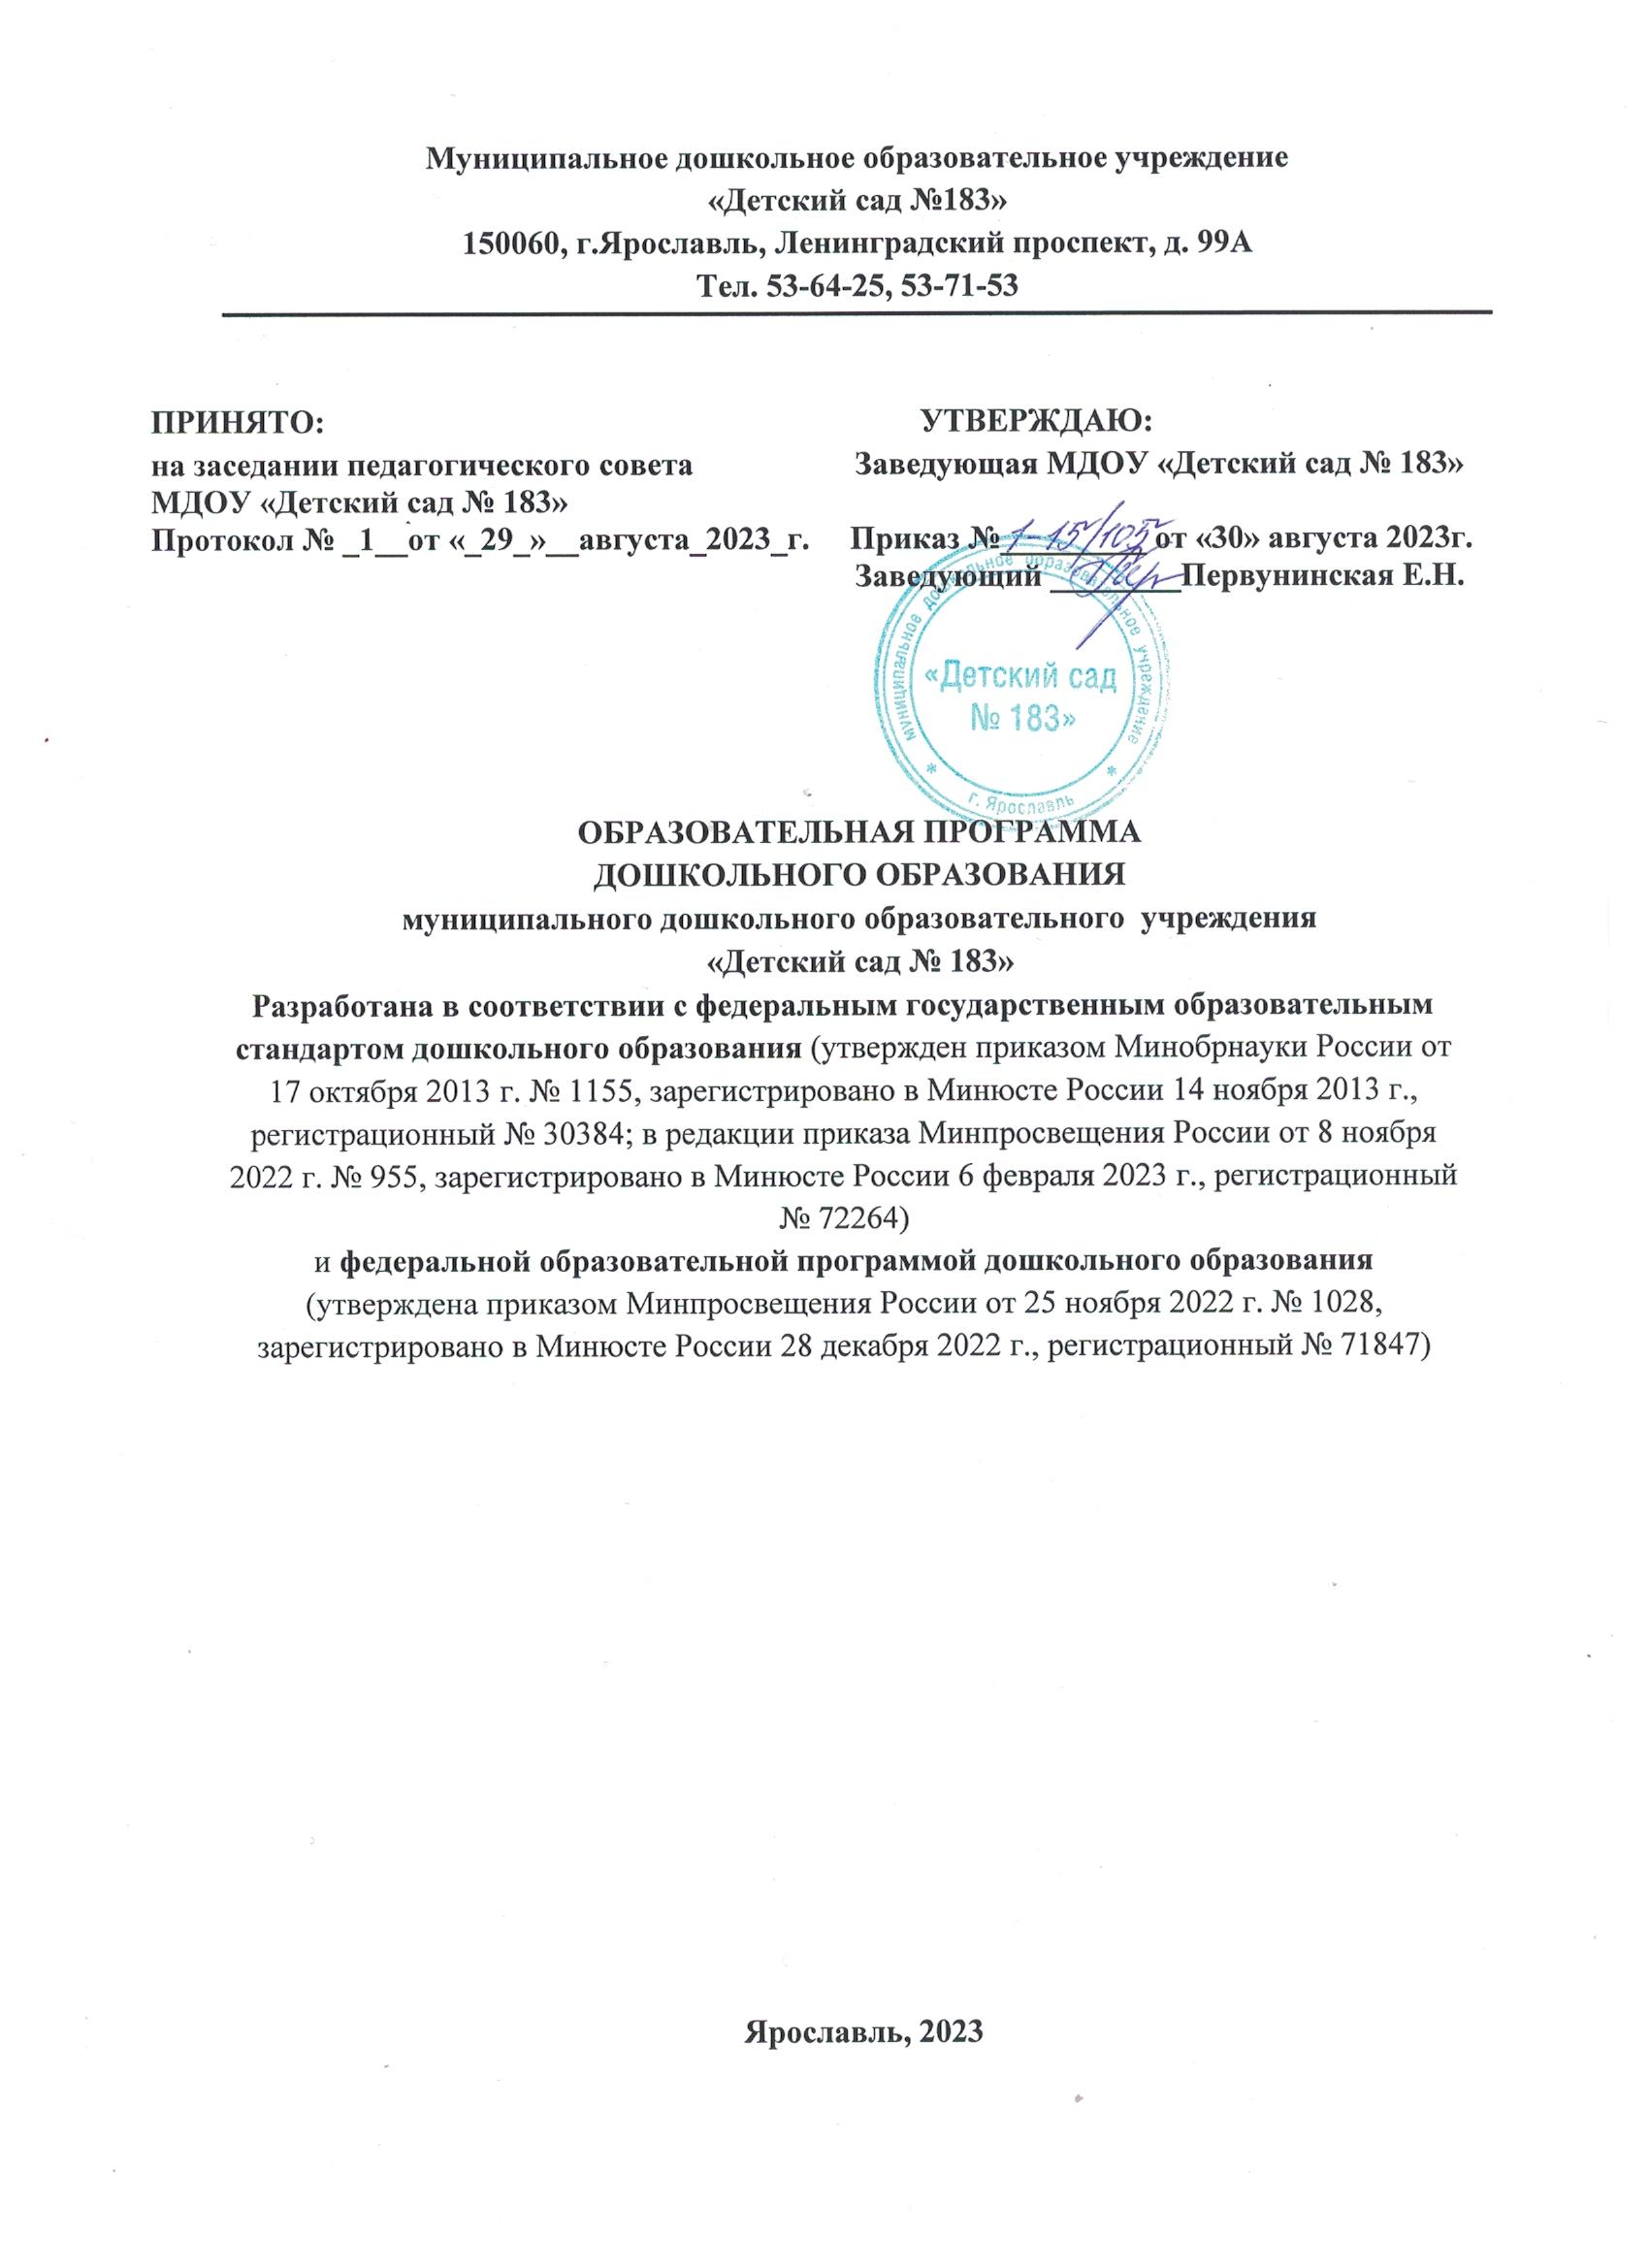 Муниципальное дошкольное образовательное учреждение
«Детский сад №183»
150060, г.Ярославль, Ленинградский проспект, д. 99А
Тел. 53-64-25, 53-71-53
ПРИНЯТО:
на заседании педагогического совета
МДОУ «Детский сад № 183»
Протокол № _1__от «_29_»__августа_2023_г.
УТВЕРЖДАЮ:
Заведующая МДОУ «Детский сад № 183»
Приказ № 1-15/105 от «30» августа 2023г.
Заведующий ________Первунинская Е.Н.
муниципальное дошкольное образовательное учреждение
«Детский сад
№ 183»
г. Ярославль
ОБРАЗОВАТЕЛЬНАЯ ПРОГРАММА
ДОШКОЛЬНОГО ОБРАЗОВАНИЯ
муниципального дошкольного образовательного учреждения
«Детский сад № 183»
Разработана в соответствии с федеральным государственным образовательным
стандартом дошкольного образования (утвержден приказом Минобрнауки России от
17 октября 2013 г. № 1155, зарегистрировано в Минюсте России 14 ноября 2013 г.,
регистрационный № 30384; в редакции приказа Минпросвещения России от 8 ноября
2022 г. № 955, зарегистрировано в Минюсте России 6 февраля 2023 г., регистрационный
№ 72264)
и федеральной образовательной программой дошкольного образования
(утверждена приказом Минпросвещения России от 25 ноября 2022 г. № 1028,
зарегистрировано в Минюсте России 28 декабря 2022 г., регистрационный № 71847)
Ярославль, 2023